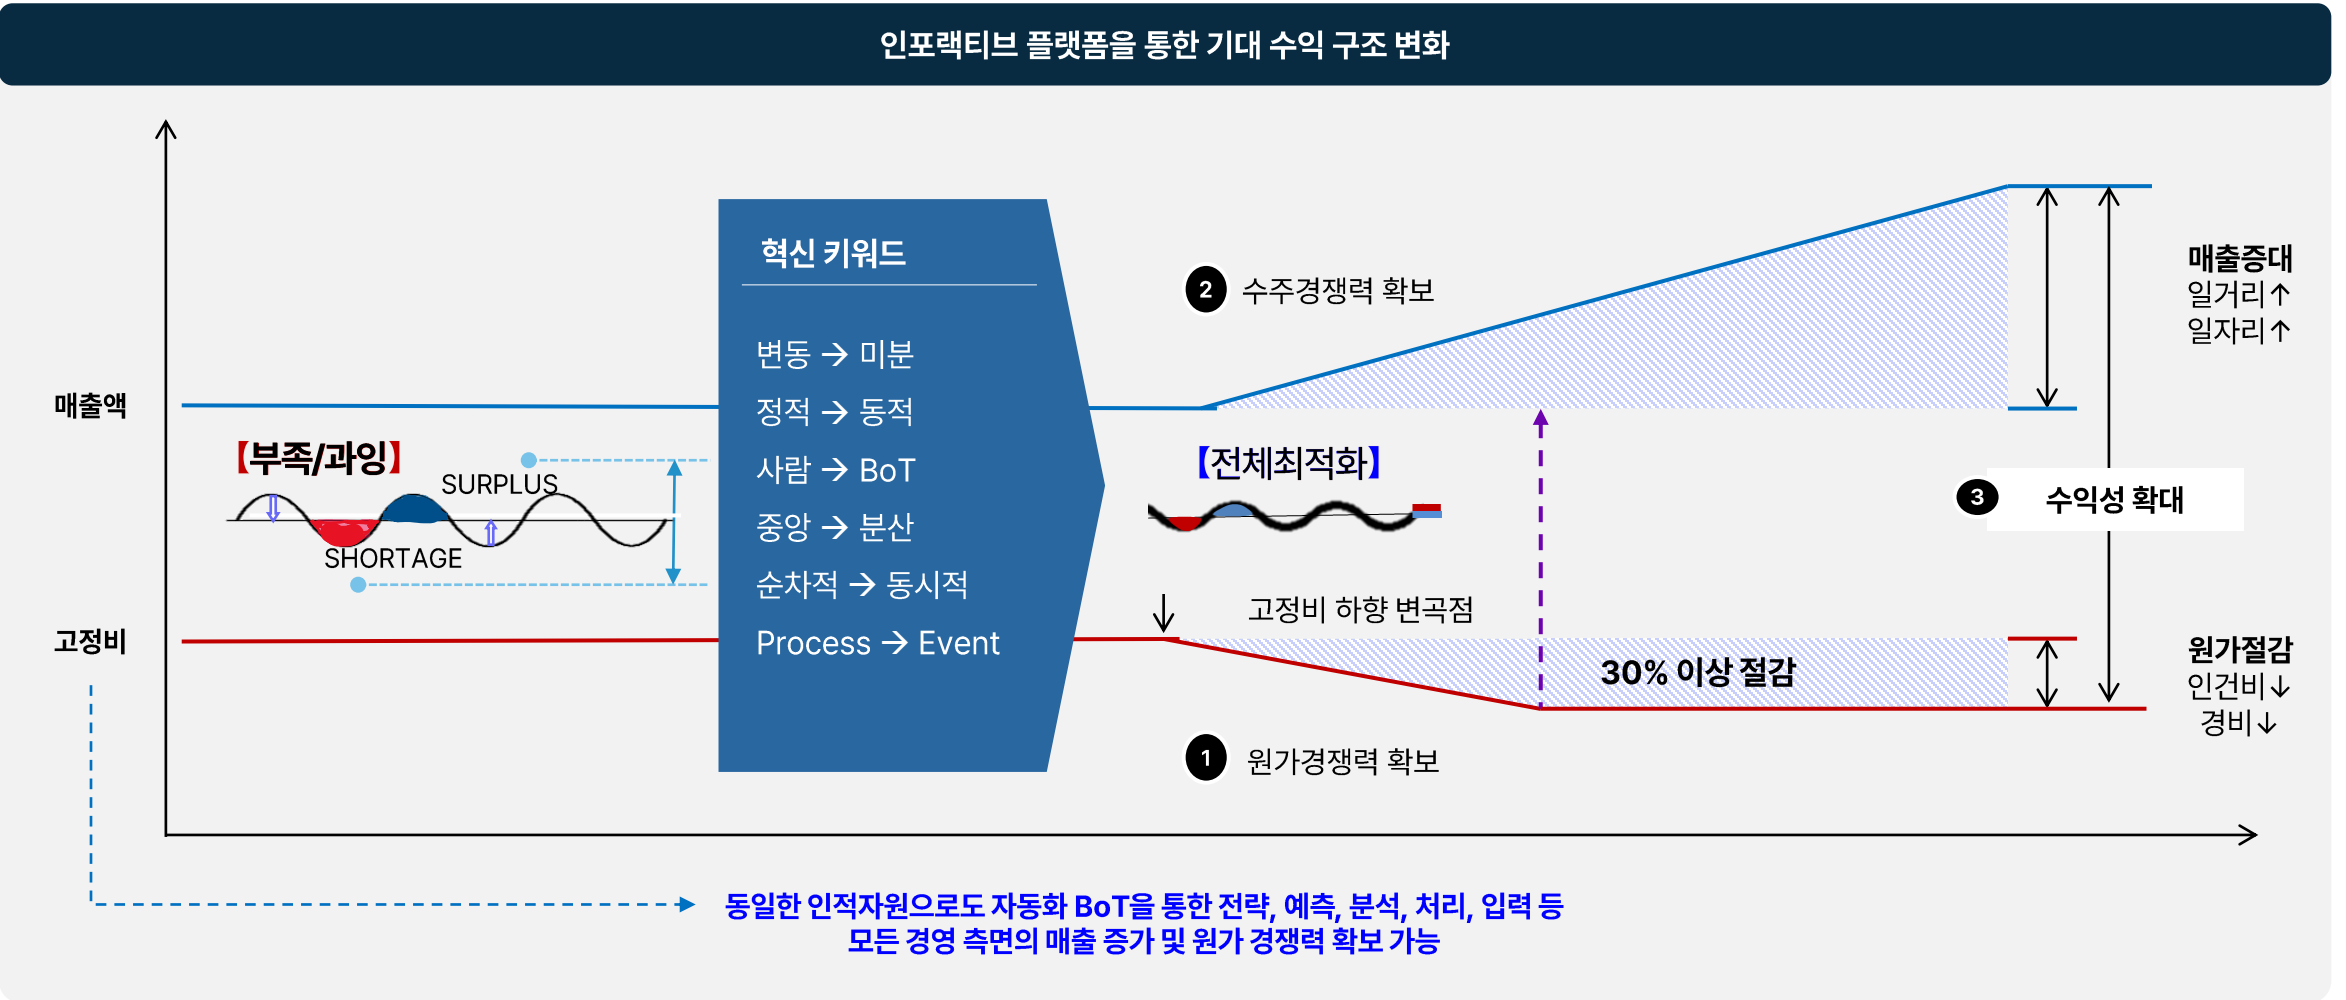 인포랙티브 플랫폼을 통한 기대 수익 구조 변화
혁신 키워드
변동 → 미분
정적 → 동적
사람 → BoT
중앙 → 분산
순차적 → 동시적
Process → Event
매출액
【부족/과잉】
SURPLUS
SHORTAGE
고정비
2 수주경쟁력 확보
【전체최적화】
고정비 하향 변곡점
30% 이상 절감
1 원가경쟁력 확보
매출증대
일거리↑
일자리↑
3 수익성 확대
원가절감
인건비↓
경비↓
동일한 인적자원으로도 자동화 BoT을 통한 전략, 예측, 분석, 처리, 입력 등
모든 경영 측면의 매출 증가 및 원가 경쟁력 확보 가능